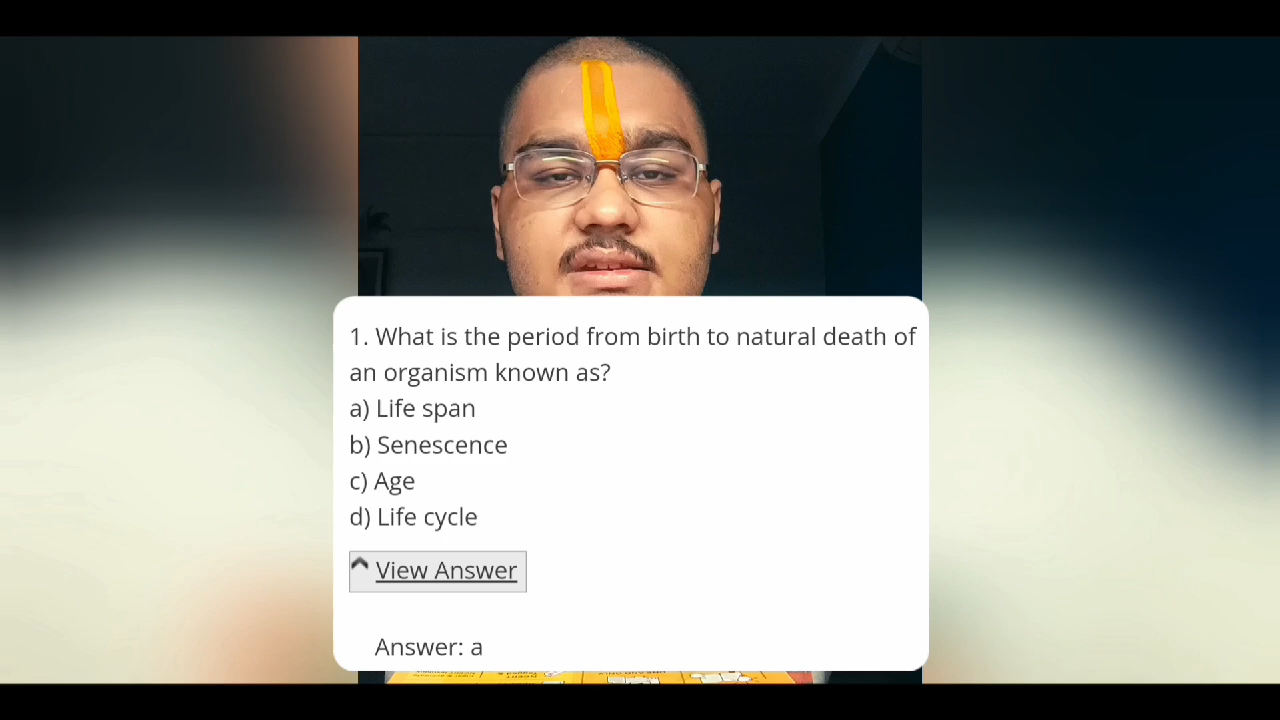 1. What is the period from birth to natural death of
an organism known as?
a) Life span
b) Senescence
c) Age
d) Life cycle
View Answer
Answer: a